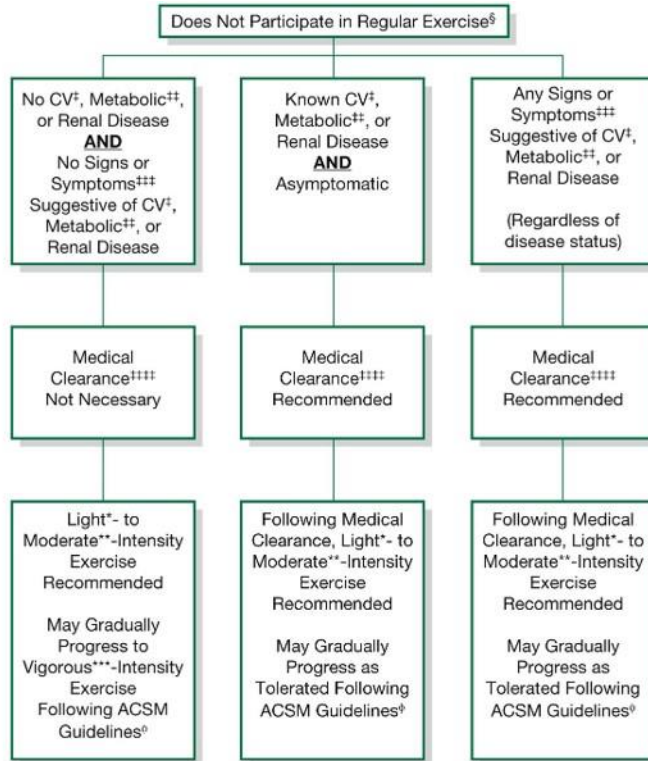 Does Not Participate in Regular Exercise§
No CV‡, Metabolic‡‡,
or Renal Disease
AND
No Signs or
Symptoms‡‡‡
Suggestive of CV‡,
Metabolic‡‡, or
Renal Disease
Known CV‡,
Metabolic‡‡, or
Renal Disease
AND
Asymptomatic
Any Signs or
Symptoms‡‡‡
Suggestive of CV‡,
Metabolic‡‡, or
Renal Disease
(Regardless of
disease status)
Medical
Clearance‡‡‡‡
Not Necessary
Medical
Clearance‡‡‡‡
Recommended
Medical
Clearance‡‡‡‡
Recommended
Light*- to
Moderate**-Intensity
Exercise
Recommended
May Gradually
Progress to
Vigorous***-Intensity
Exercise
Following ACSM
Guidelinesϕ
Following Medical
Clearance, Light*- to
Moderate**-Intensity
Exercise
Recommended
May Gradually
Progress as
Tolerated Following
ACSM Guidelinesϕ
Following Medical
Clearance, Light*- to
Moderate**-Intensity
Exercise
Recommended
May Gradually
Progress as
Tolerated Following
ACSM Guidelinesϕ